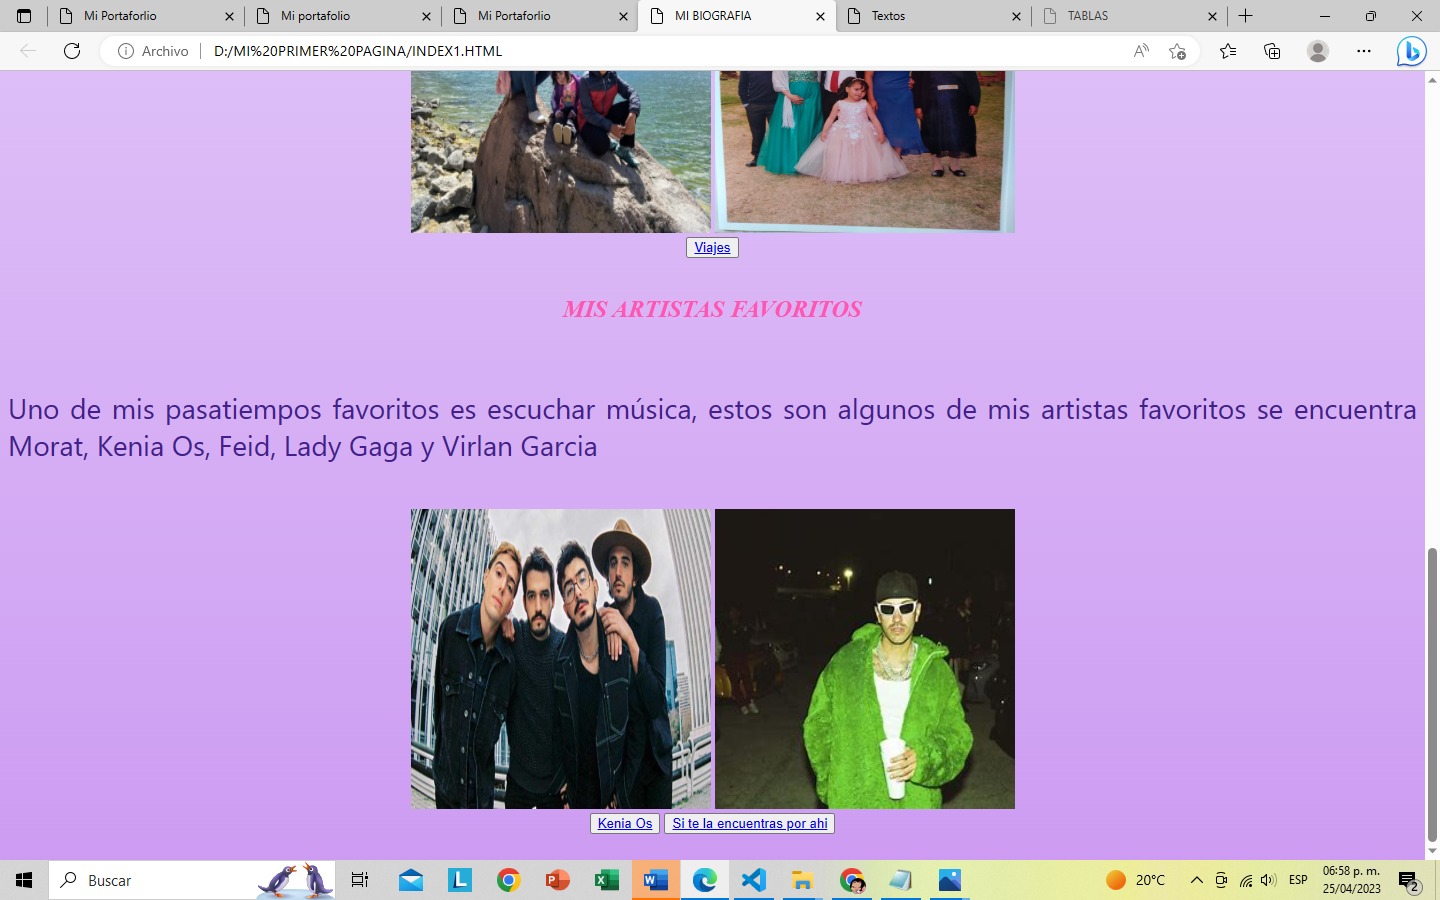 Mi Portaforlio
Mi portafolio
Mi Portaforlio
MI BIOGRAFIA
Textos
TABLAS
Archivo
D:/MI%20PRIMER%20PAGINA/INDEX1.HTML
Viajes
MIS ARTISTAS FAVORITOS
Uno de mis pasatiempos favoritos es escuchar música, estos son algunos de mis artistas favoritos se encuentra
Morat, Kenia Os, Feid, Lady Gaga y Virlan Garcia
Kenia Os
Si te la encuentras por ahi
Buscar
20°C
ESP
06:58 p. m.
25/04/2023
2